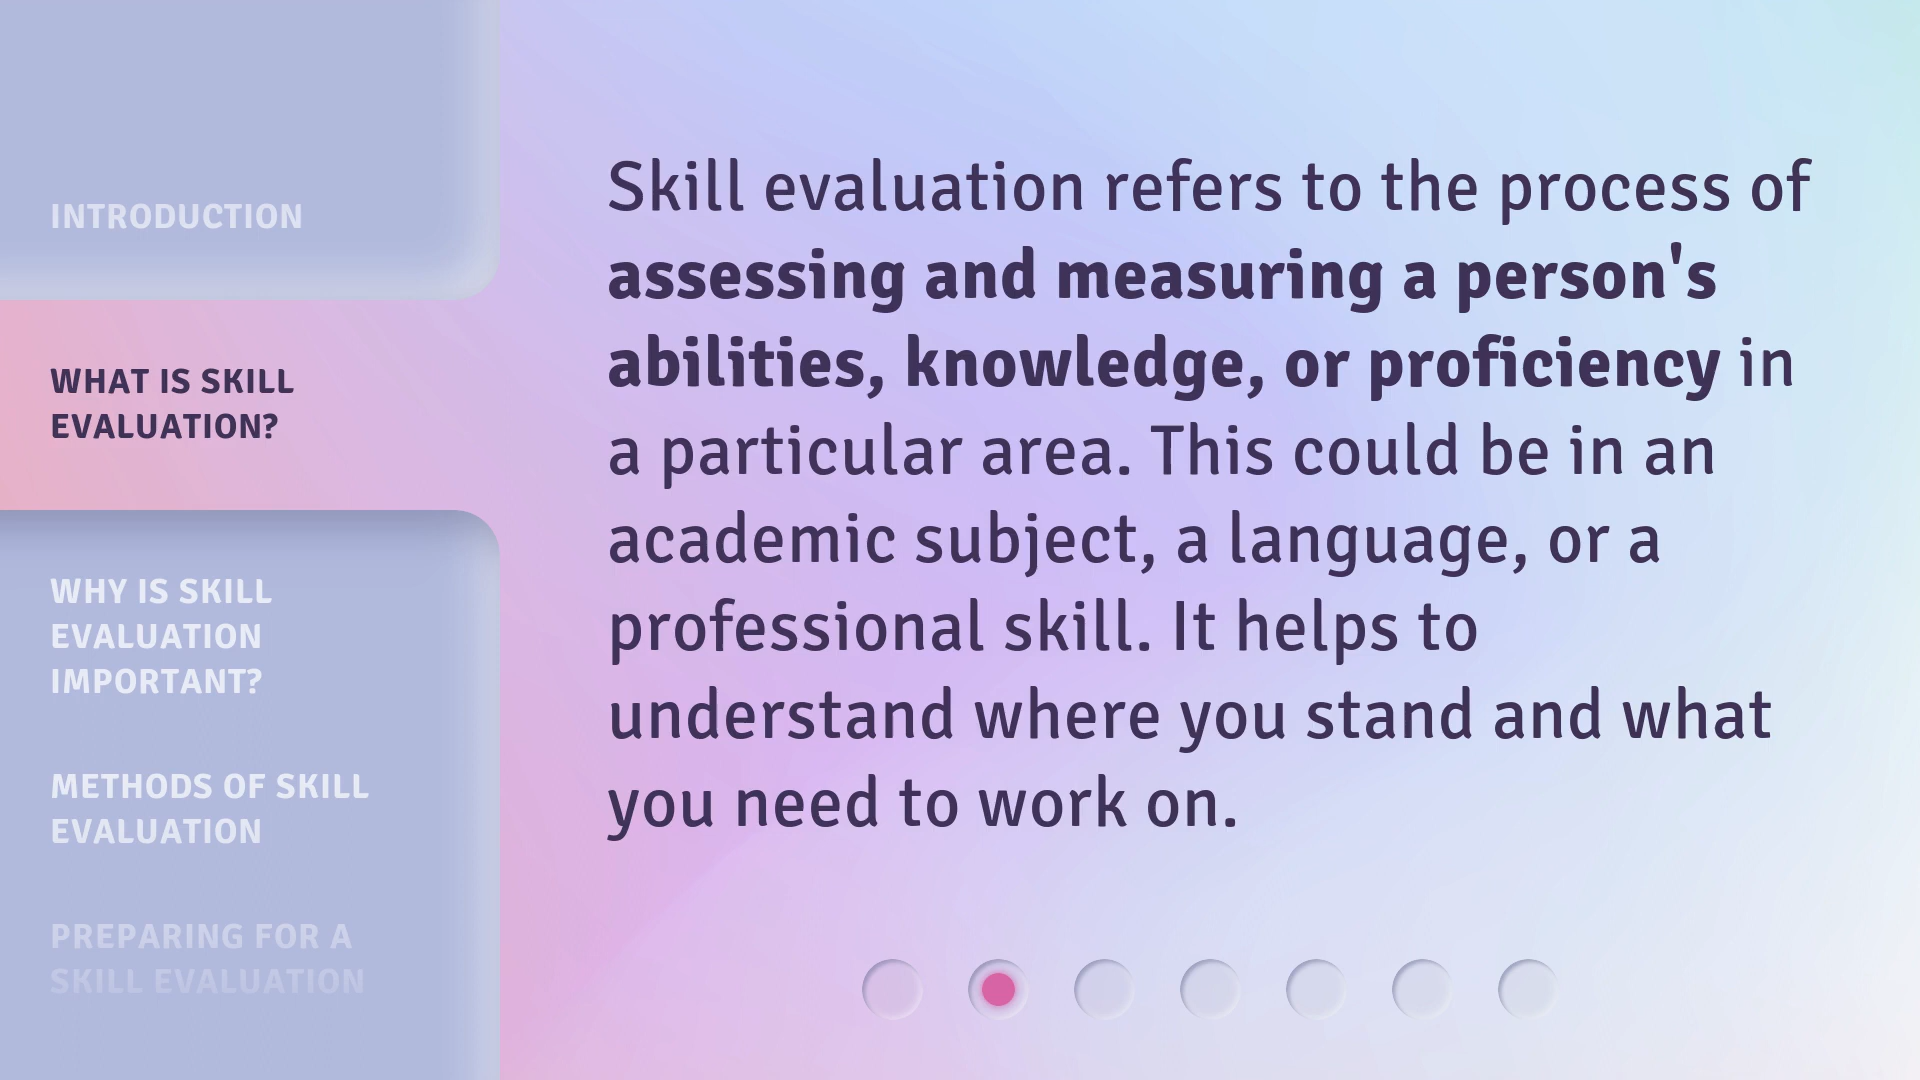 INTRODUCTION
WHAT IS SKILL
EVALUATION?
WHY IS SKILL
EVALUATION
IMPORTANT?
METHODS OF SKILL
EVALUATION
PREPARING FOR A
SKILL EVALUATION
Skill evaluation refers to the process of
assessing and measuring a person's
abilities, knowledge, or proficiency in
a particular area. This could be in an
academic subject, a language, or a
professional skill. It helps to
understand where you stand and what
you need to work on.